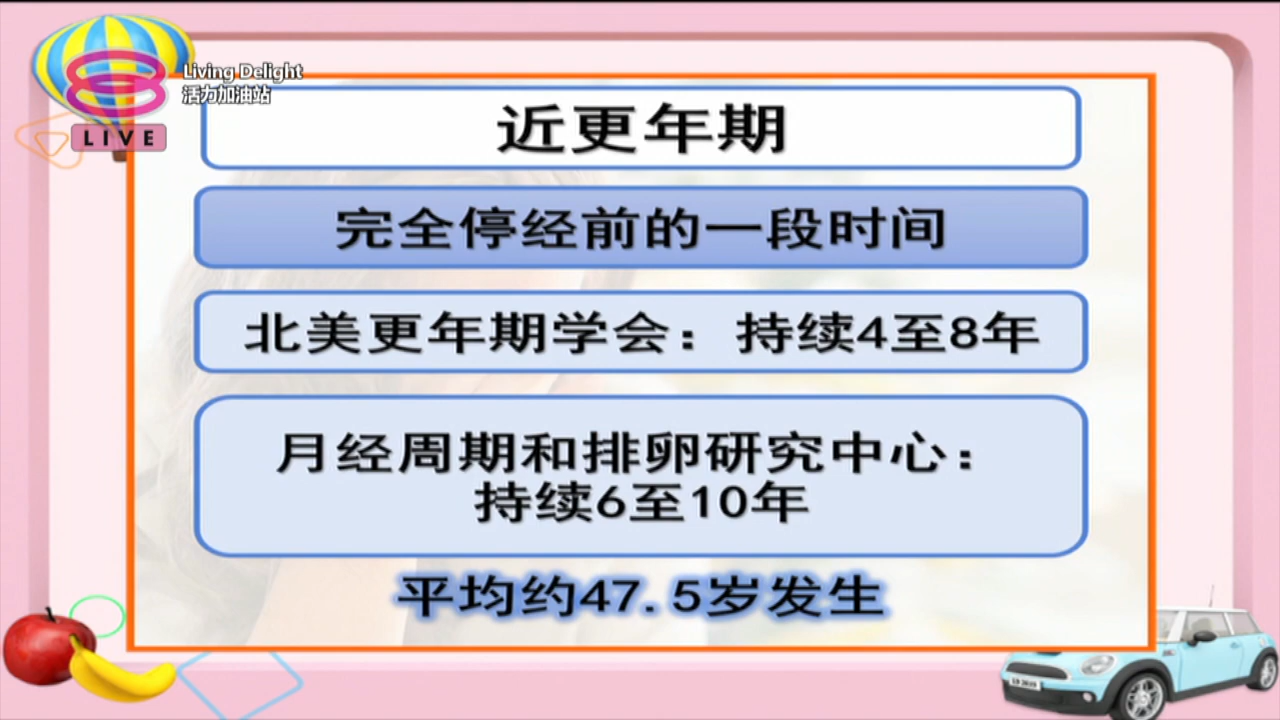 Living Delight
活力加油站
LIVE
近更年期
完全停经前的一段时间
北美更年期学会：持续4至8年
月经周期和排卵研究中心：
持续6至10年
平均约47.5岁发生